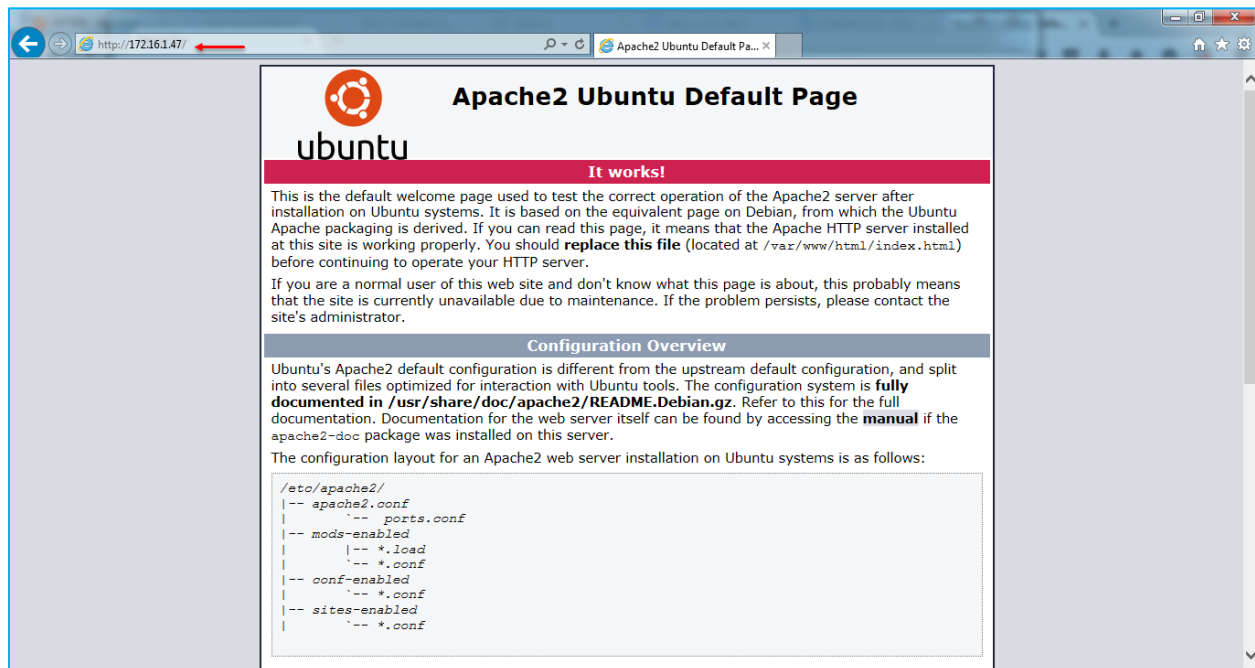 http://172.16.1.47/
Apache2 Ubuntu Default Pa...
ubuntu
Apache2 Ubuntu Default Page
It works!
This is the default welcome page used to test the correct operation of the Apache2 server after
installation on Ubuntu systems. It is based on the equivalent page on Debian, from which the Ubuntu
Apache packaging is derived. If you can read this page, it means that the Apache HTTP server installed
at this site is working properly. You should replace this file (located at /var/www/html/index.html)
before continuing to operate your HTTP server.
If you are a normal user of this web site and don't know what this page is about, this probably means
that the site is currently unavailable due to maintenance. If the problem persists, please contact the
site's administrator.
Configuration Overview
Ubuntu's Apache2 default configuration is different from the upstream default configuration, and split
into several files optimized for interaction with Ubuntu tools. The configuration system is fully
documented in /usr/share/doc/apache2/README.Debian.gz. Refer to this for the full
documentation. Documentation for the web server itself can be found by accessing the manual if the
apache2-doc package was installed on this server.
The configuration layout for an Apache2 web server installation on Ubuntu systems is as follows:
/etc/apache2/
|-- apache2.conf
|       `--  ports.conf
|-- mods-enabled
|       |-- *.load
|       `-- *.conf
|-- conf-enabled
|       `-- *.conf
|-- sites-enabled
|       `-- *.conf